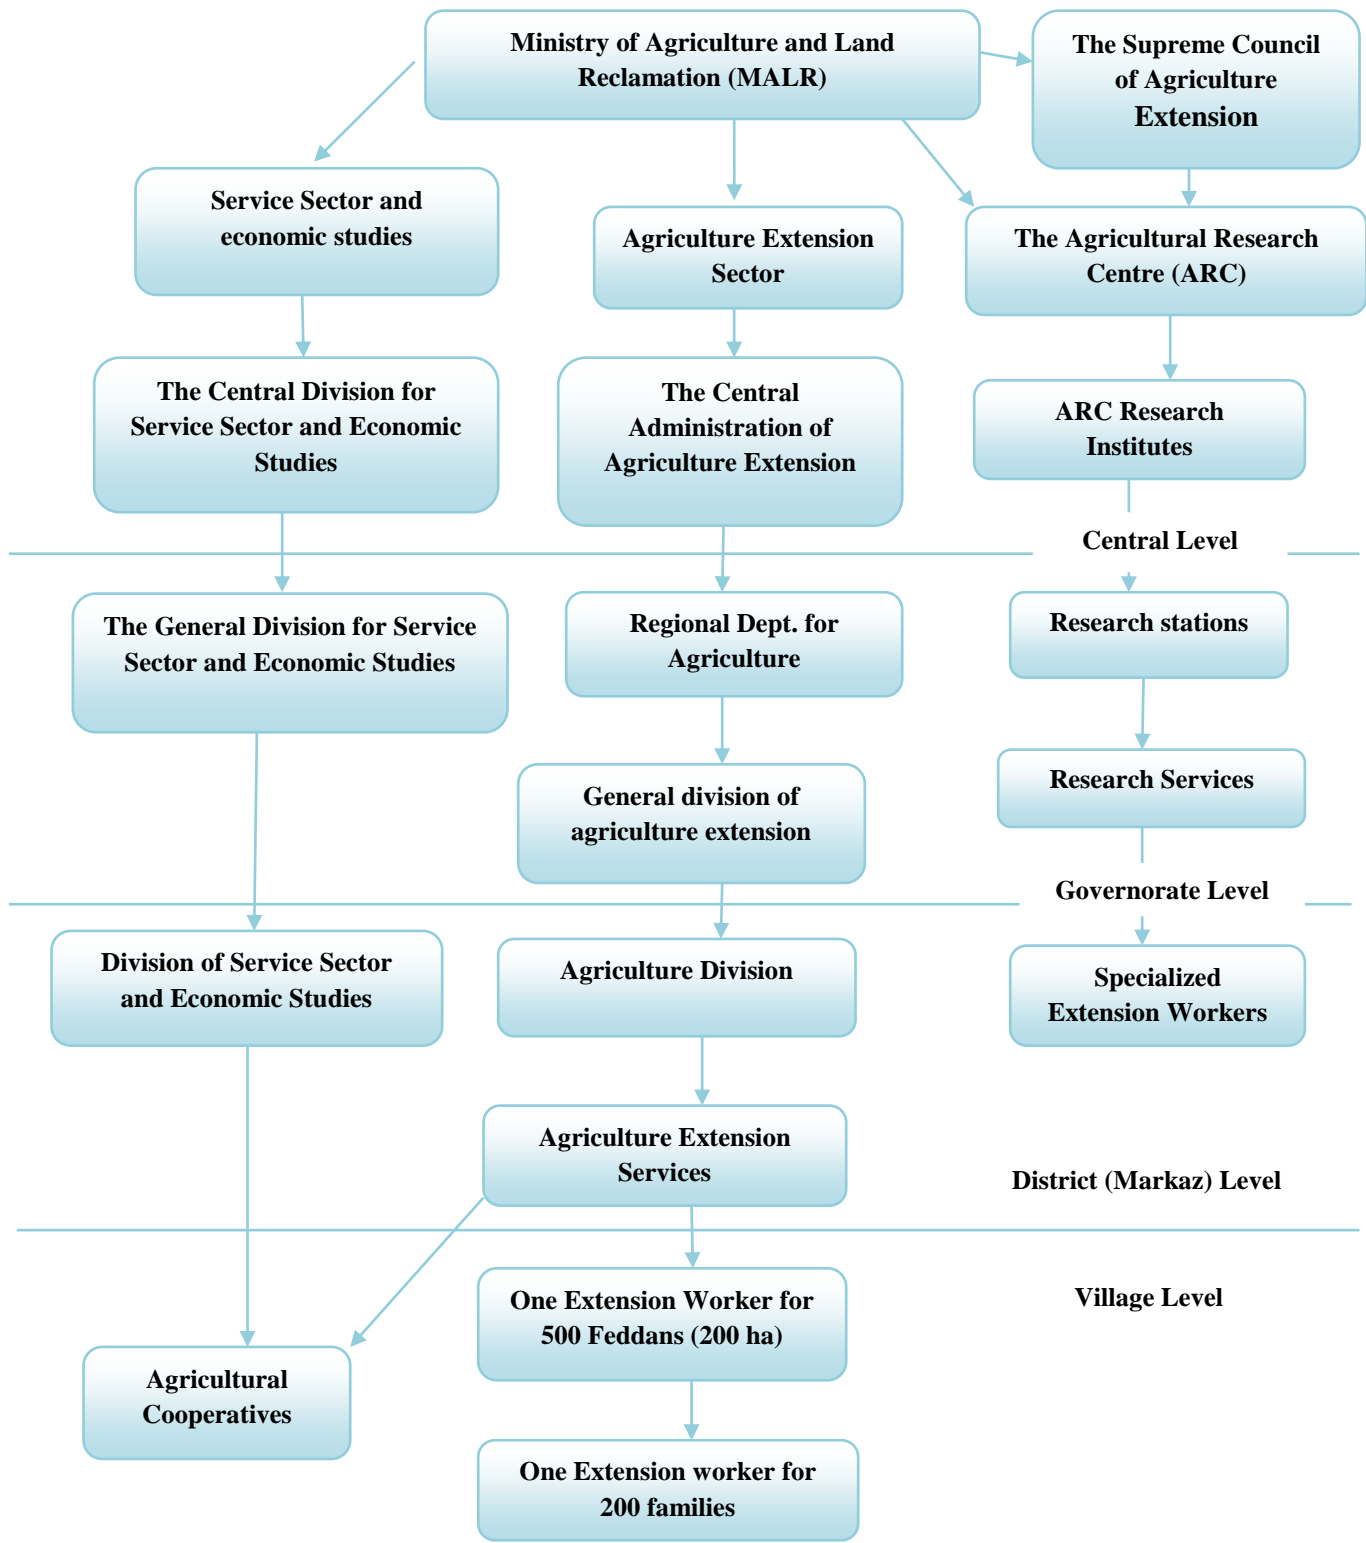 Ministry of Agriculture and Land
Reclamation (MALR)
The Supreme Council
of Agriculture
Extension
Service Sector and
economic studies
Agriculture Extension
Sector
The Agricultural Research
Centre (ARC)
The Central Division for
Service Sector and Economic
Studies
The Central
Administration of
Agriculture Extension
ARC Research
Institutes
Central Level
The General Division for Service
Sector and Economic Studies
Regional Dept. for
Agriculture
Research stations
General division of
agriculture extension
Research Services
Governorate Level
Division of Service Sector
and Economic Studies
Agriculture Division
Specialized
Extension Workers
Agriculture Extension
Services
District (Markaz) Level
One Extension Worker for
500 Feddans (200 ha)
Village Level
Agricultural
Cooperatives
One Extension worker for
200 families